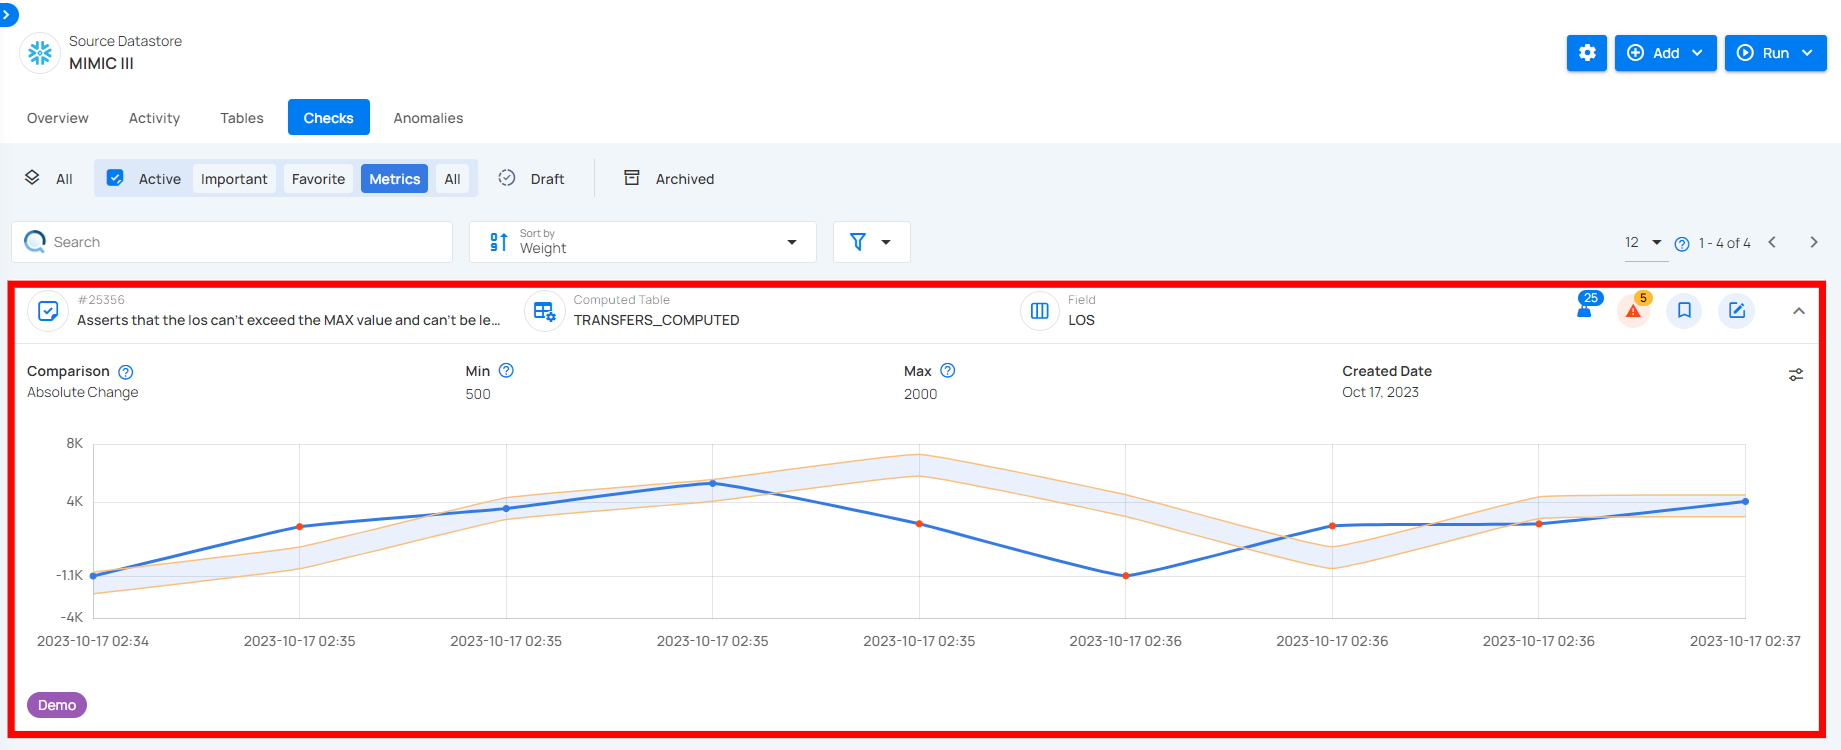 Source Datastore
MIMIC III
Add
Run
Overview
Activity
Tables
Checks
Anomalies
All
Active
Important
Favorite
Metrics
All
Draft
Archived
Search
Sort by
Weight
12
1 - 4 of 4
#25356
Asserts that the los can't exceed the MAX value and can't be le...
Computed Table
TRANSFERS_COMPUTED
Field
LOS
25
5
Comparison
Absolute Change
Min
500
Max
2000
Created Date
Oct 17, 2023
8K
4K
-1.1K
-4K
2023-10-17 02:34
2023-10-17 02:35
2023-10-17 02:35
2023-10-17 02:35
2023-10-17 02:35
2023-10-17 02:36
2023-10-17 02:36
2023-10-17 02:36
2023-10-17 02:37
Demo